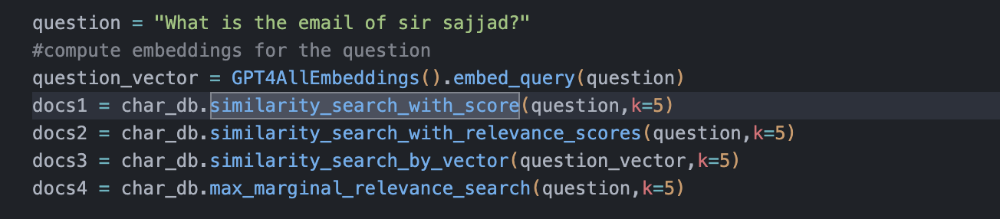 question = "What is the email of sir sajjad?"
#compute embeddings for the question
question_vector = GPT4AllEmbeddings().embed_query(question)
docs1 = char_db.similarity_search_with_score(question,k=5)
docs2 = char_db.similarity_search_with_relevance_scores(question,k=5)
docs3 = char_db.similarity_search_by_vector(question_vector,k=5)
docs4 = char_db.max_marginal_relevance_search(question,k=5)